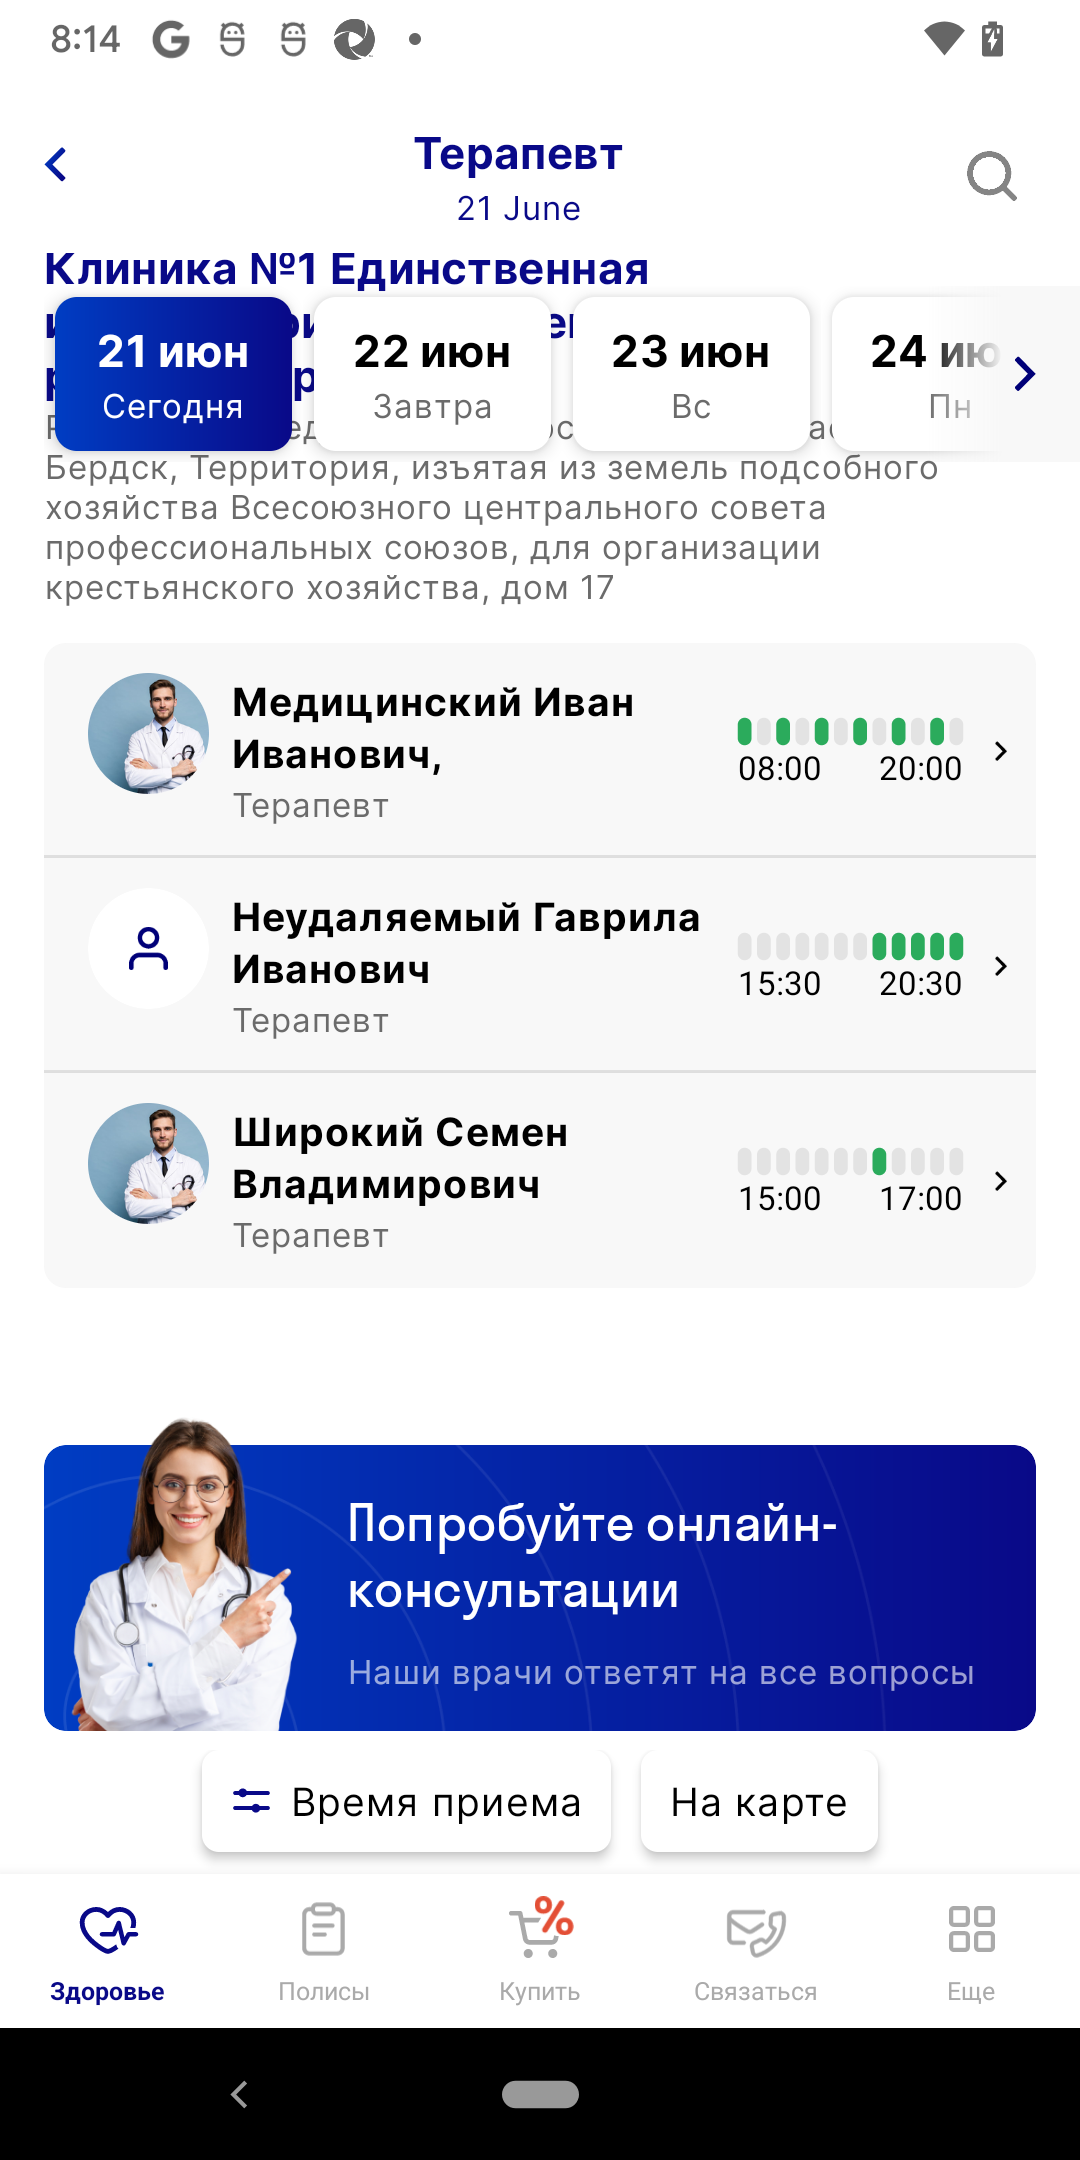 8:14
Терапевт
21 June
Клиника №1 Единственная
21 июн
Сегодня
22 июн
Завтра
23 июн
Вс
24 ию
Пн
Бердск, Территория, изъятая из земель подсобного
хозяйства Всесоюзного центрального совета
профессиональных союзов, для организации
крестьянского хозяйства, дом 17
Медицинский Иван
Иванович,
Терапевт
08:00 20:00
Неудаляемый Гаврила
Иванович
Терапевт
15:30 20:30
Широкий Семен
Владимирович
Терапевт
15:00 17:00
Попробуйте онлайн-
консультации
Наши врачи ответят на все вопросы
Время приема
На карте
Здоровье
Полисы
%
Купить
Связаться
Еще